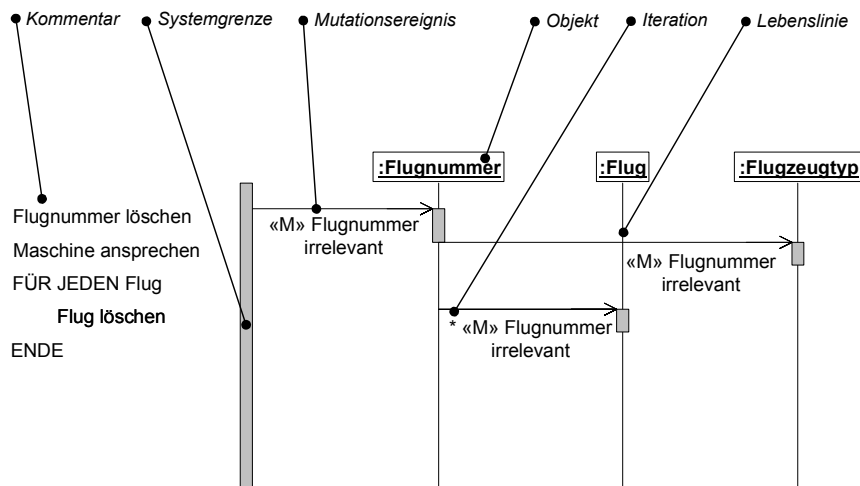 Kommentar
Systemgrenze
Mutationsereignis
Objekt
Iteration
Lebenslinie
:Flugnummer
:Flug
:Flugzeugtyp
Flugnummer löschen
Maschine ansprechen
FÜR JEDEN Flug
Flug löschen
ENDE
«M» Flugnummer
irrelevant
«M» Flugnummer
irrelevant
* «M» Flugnummer
irrelevant